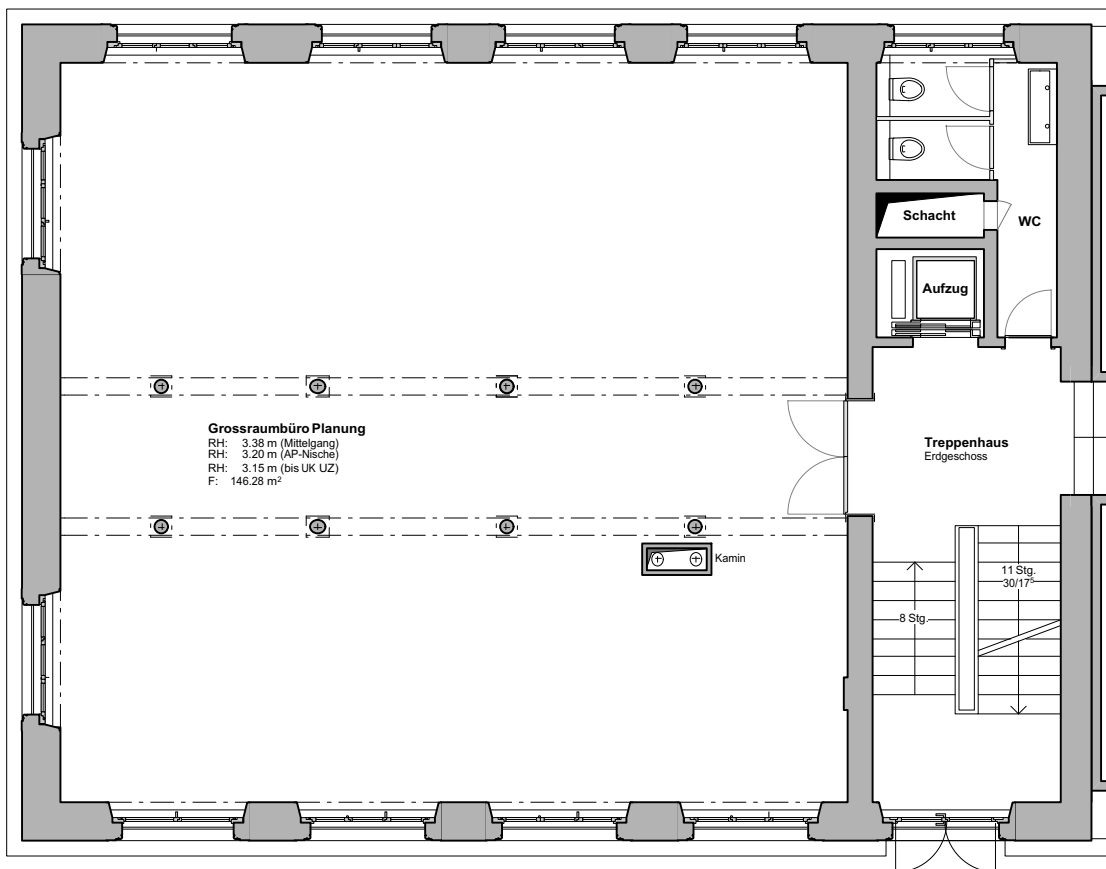 Schacht
WC
Aufzug
Grossraumbüro Planung
RH: 3.38 m (Mittelgang)
RH: 3.20 m (AP-Nische)
RH: 3.15 m (bis UK UZ)
F: 146.28 m²
Treppenhaus
Erdgeschoss
Kamin
11 Stg.
30/17⁵
8 Stg.